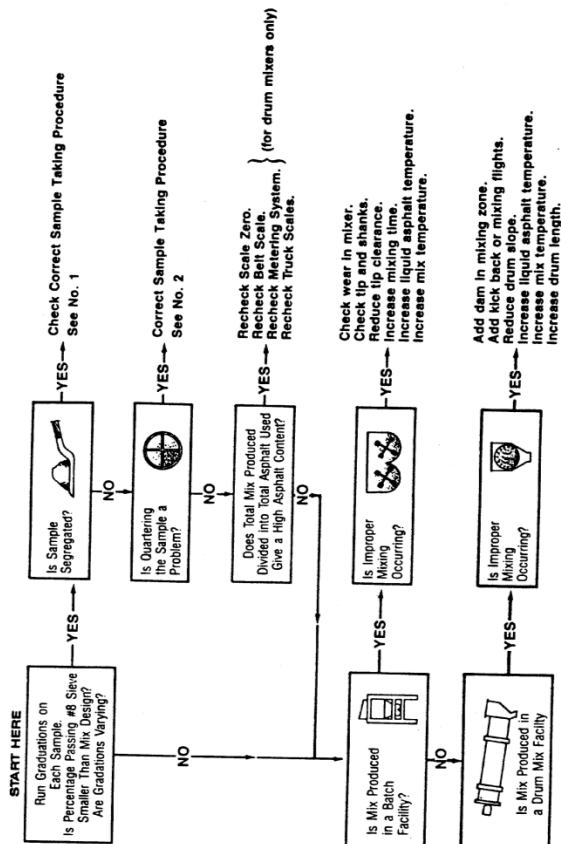 START HERE
Run Graduations on
Each Sample.
Is Percentage Passing #8 Sieve
Smaller Than Mix Design?
Are Gradations Varying?
YES
Is Sample
Segregated?
YES
Check Correct Sample Taking Procedure
See No. 1
NO
Is Quartering
the Sample a
Problem?
YES
Correct Sample Taking Procedure
See No. 2
NO
Does Total Mix Produced
Divided into Total Asphalt Used
Give a High Asphalt Content?
YES
Recheck Scale Zero.
Recheck Belt Scale.
Recheck Metering System.
Recheck Truck Scales.
(for drum mixers only)
NO
NO
Is Mix Produced
in a Batch
Facility?
YES
Is Improper
Mixing
Occurring?
YES
Check wear in mixer.
Check tip and shanks.
Reduce tip clearance.
Increase mixing time.
Increase liquid asphalt temperature.
Increase mix temperature.
NO
Is Mix Produced in
a Drum Mix Facilty
YES
Is Improper
Mixing
Occurring?
YES
Add dam in mixing zone.
Add kick back or mixing flights.
Reduce drum slope.
Increase liquid asphalt temperature.
Increase mix temperature.
Increase drum length.